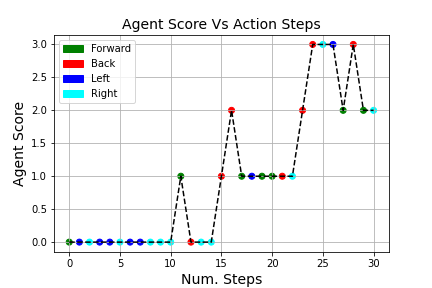 Agent Score Vs Action Steps
Agent Score
3.0
2.5
2.0
1.5
1.0
0.5
0.0
Forward
Back
Left
Right
0 5 10 15 20 25 30
Num. Steps